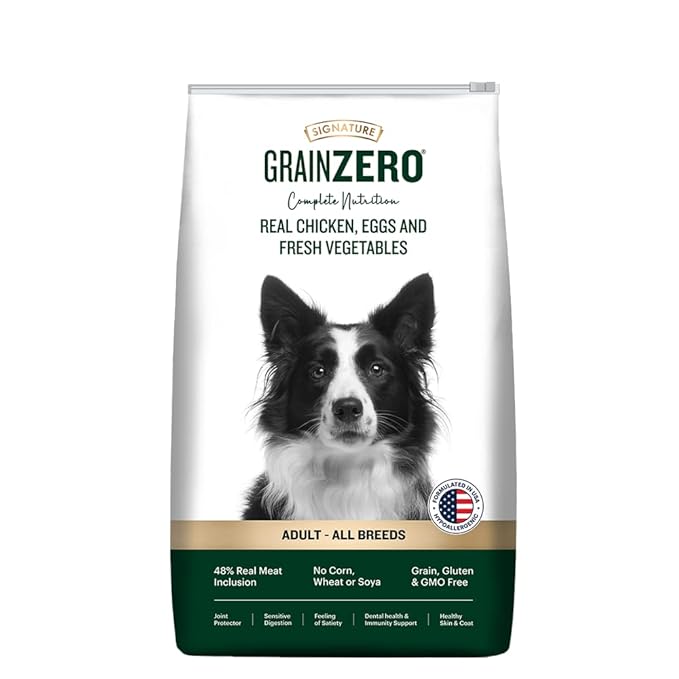 SIGNATURE
GRAINZERO®
Complete Nutrition
REAL CHICKEN, EGGS AND
FRESH VEGETABLES
FORMULATED IN USA
HYPOALLERGENIC
ADULT - ALL BREEDS
48% Real Meat
Inclusion
No Corn,
Wheat or Soya
Grain, Gluten
& GMO Free
Joint
Protector
Sensitive
Digestion
Feeling
of Satiety
Dental health &
Immunity Support
Healthy
Skin & Coat